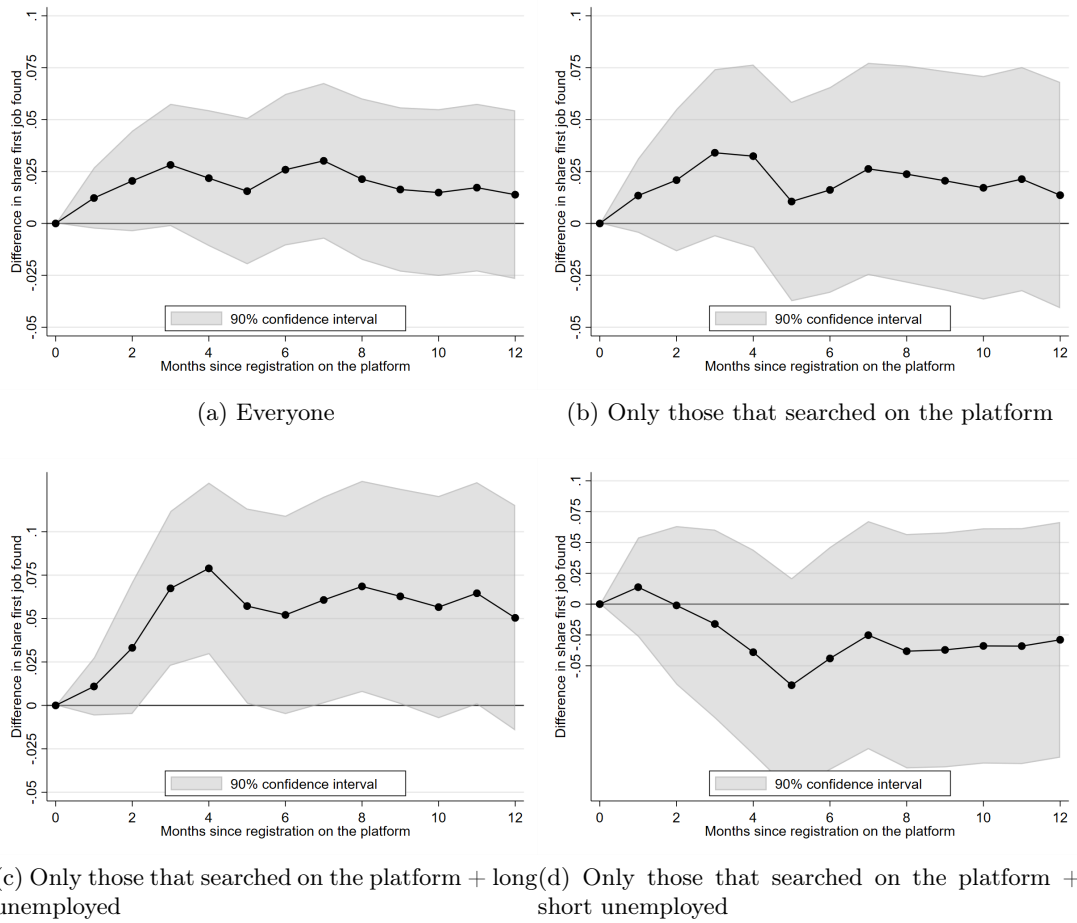 Difference in share first job found
.1
.075
.05
.025
0
-.025
-.05
90% confidence interval
0 2 4 6 8 10 12
Months since registration on the platform
(a) Everyone
Difference in share first job found
.1
.075
.05
.025
0
-.025
-.05
90% confidence interval
0 2 4 6 8 10 12
Months since registration on the platform
(b) Only those that searched on the platform
Difference in share first job found
.1
.075
.05
.025
0
-.025
-.05
90% confidence interval
0 2 4 6 8 10 12
Months since registration on the platform
(c) Only those that searched on the platform + long
unemployed
Difference in share first job found
.1
.075
.05
.025
0
-.025
-.05
90% confidence interval
0 2 4 6 8 10 12
Months since registration on the platform
(d) Only those that searched on the platform +
short unemployed